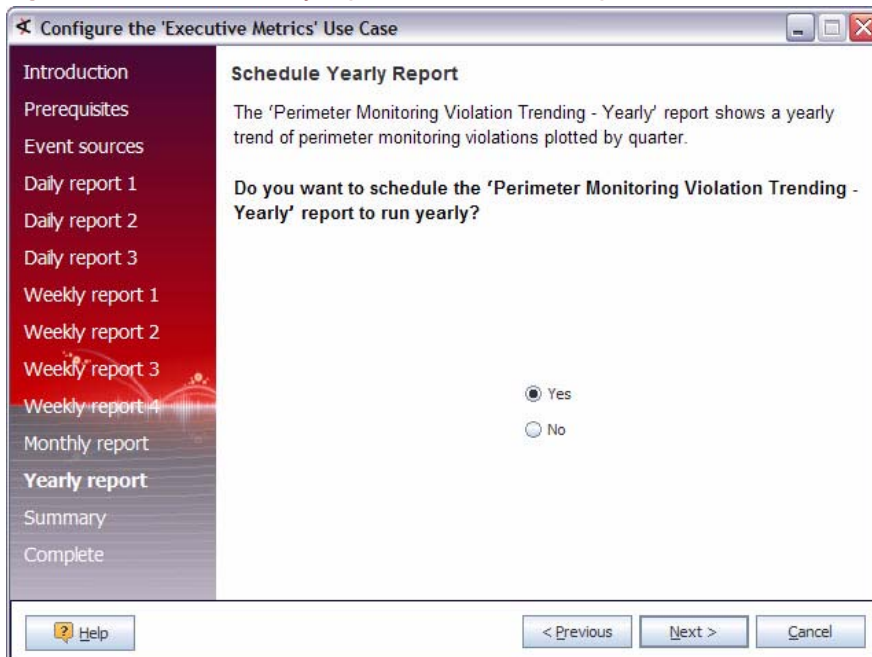 Configure the 'Executive Metrics' Use Case
Introduction
Prerequisites
Event sources
Daily report 1
Daily report 2
Daily report 3
Weekly report 1
Weekly report 2
Weekly report 3
Weekly report 4
Monthly report
Yearly report
Summary
Complete
Schedule Yearly Report
The ‘Perimeter Monitoring Violation Trending - Yearly' report shows a yearly
trend of perimeter monitoring violations plotted by quarter.
Do you want to schedule the ‘Perimeter Monitoring Violation Trending -
Yearly’ report to run yearly?
Yes
No
Help
< Previous
Next >
Cancel